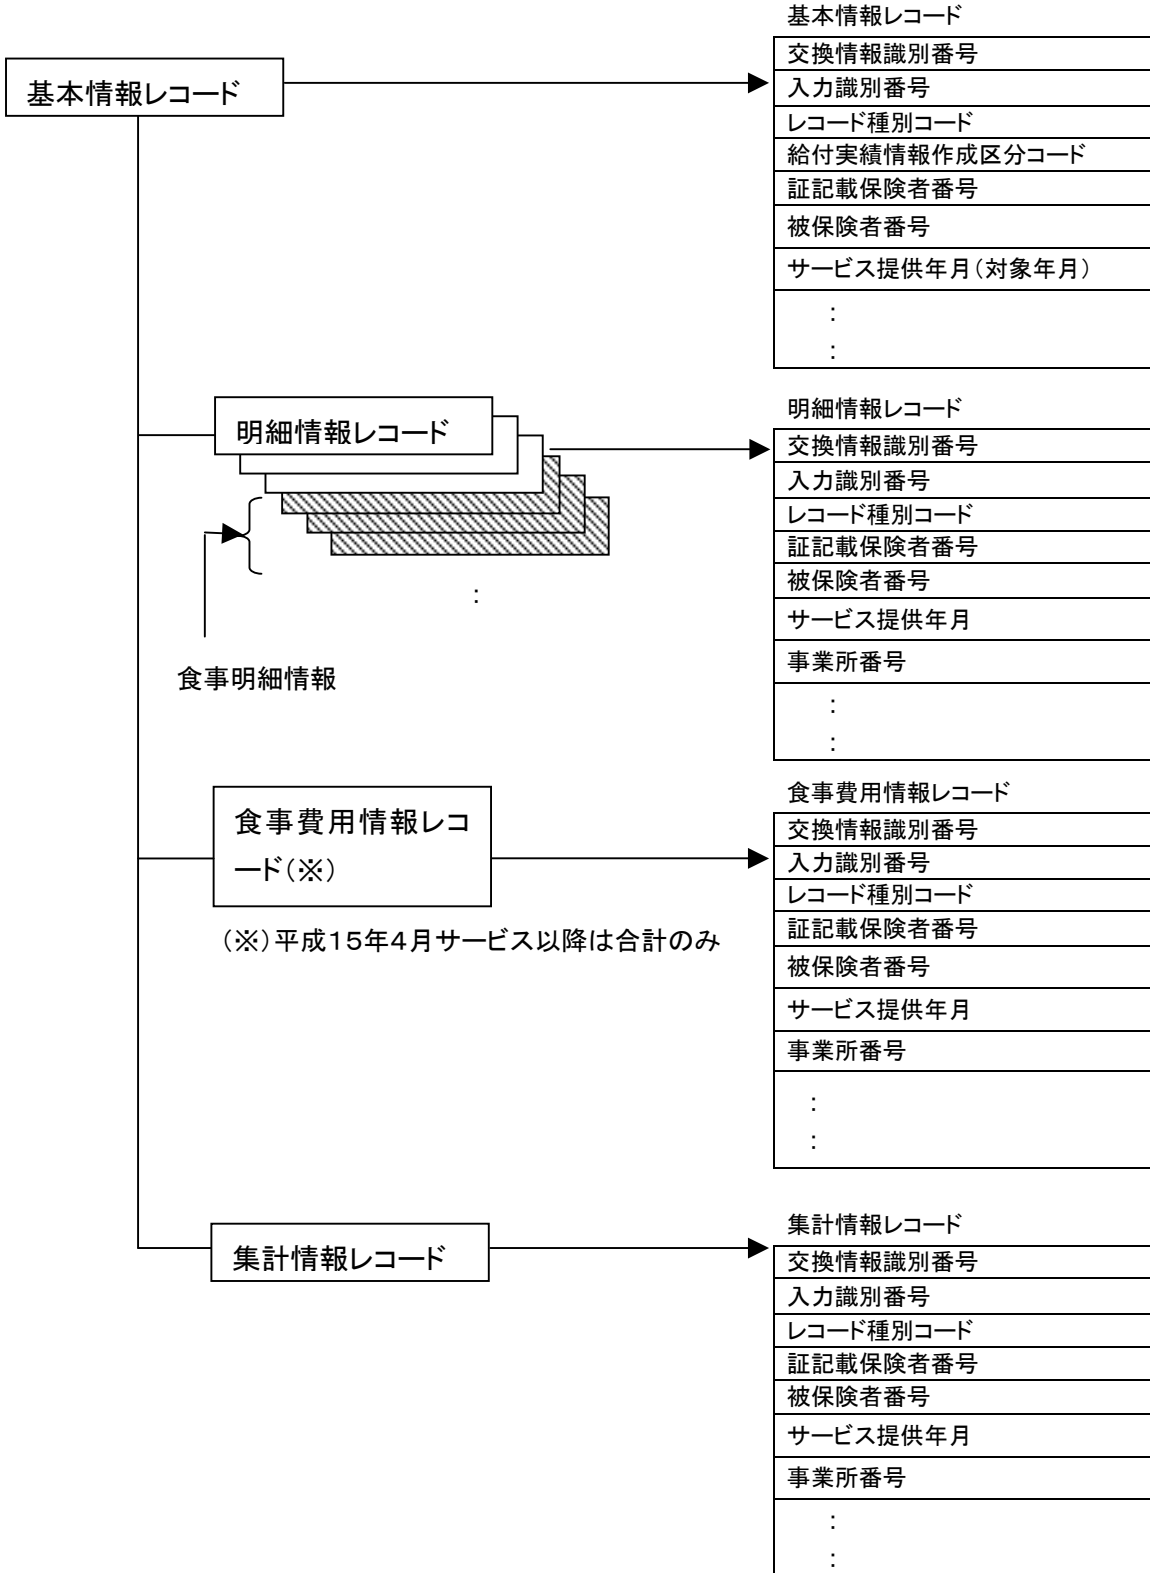 基本情報レコード
基本情報レコード
交換情報識別番号
入力識別番号
レコード種別コード
給付実績情報作成区分コード
証記載保険者番号
被保険者番号
サービス提供年月(対象年月)
:
:
明細情報レコード
:
食事明細情報
明細情報レコード
交換情報識別番号
入力識別番号
レコード種別コード
証記載保険者番号
被保険者番号
サービス提供年月
事業所番号
:
:
食事費用情報レコ
ード(※)
(※)平成15年4月サービス以降は合計のみ
食事費用情報レコード
交換情報識別番号
入力識別番号
レコード種別コード
証記載保険者番号
被保険者番号
サービス提供年月
事業所番号
:
:
集計情報レコード
集計情報レコード
交換情報識別番号
入力識別番号
レコード種別コード
証記載保険者番号
被保険者番号
サービス提供年月
事業所番号
:
: